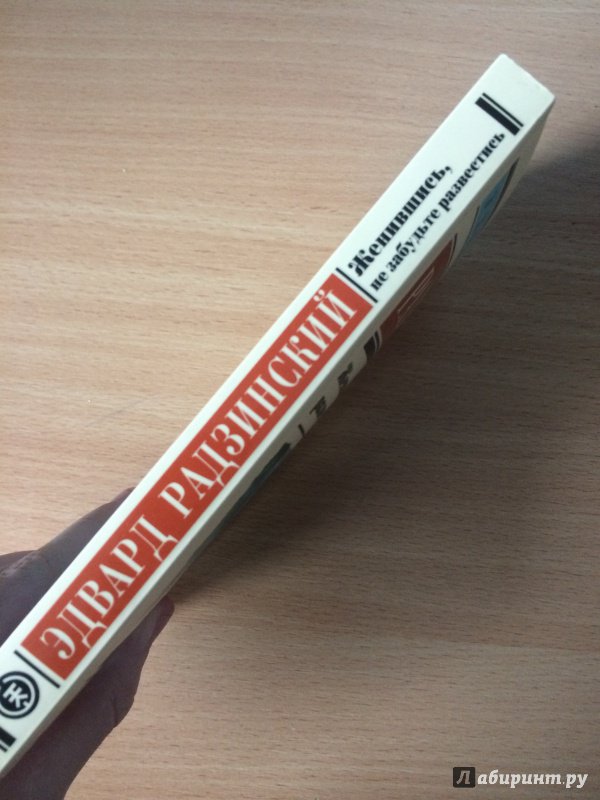 ЭДВАРД РАДЗИНСКИЙ
Женившись,
не забудьте развестись
Лабиринт.ру